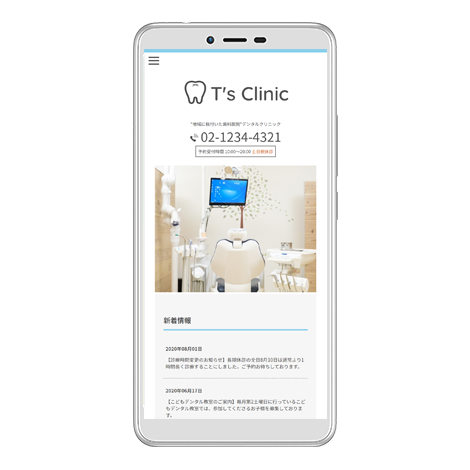 T's Clinic
"地域に根付いた歯科医院"デンタルクリニック
02-1234-4321
予約受付時間 10:00〜20:00 土日祝休診
新着情報
2020年08月01日
【診療時間変更のお知らせ】長期休診の全日8月10日は通常より1
時間長く診療することにしました。ご予約お待ちしております。
2020年06月17日
【こどもデンタル教室のご案内】毎月第2土曜日に行っているこど
もデンタル教室では、参加してくださるお子様を募集しておりま
す。